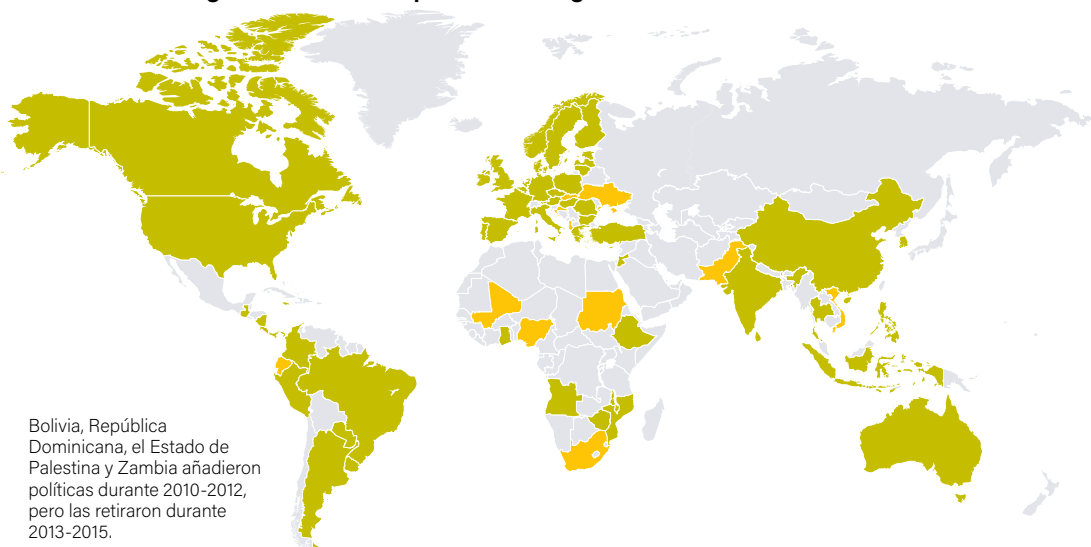 Bolivia, República
Dominicana, el Estado de
Palestina y Zambia añadieron
políticas durante 2010-2012,
pero las retiraron durante
2013-2015.